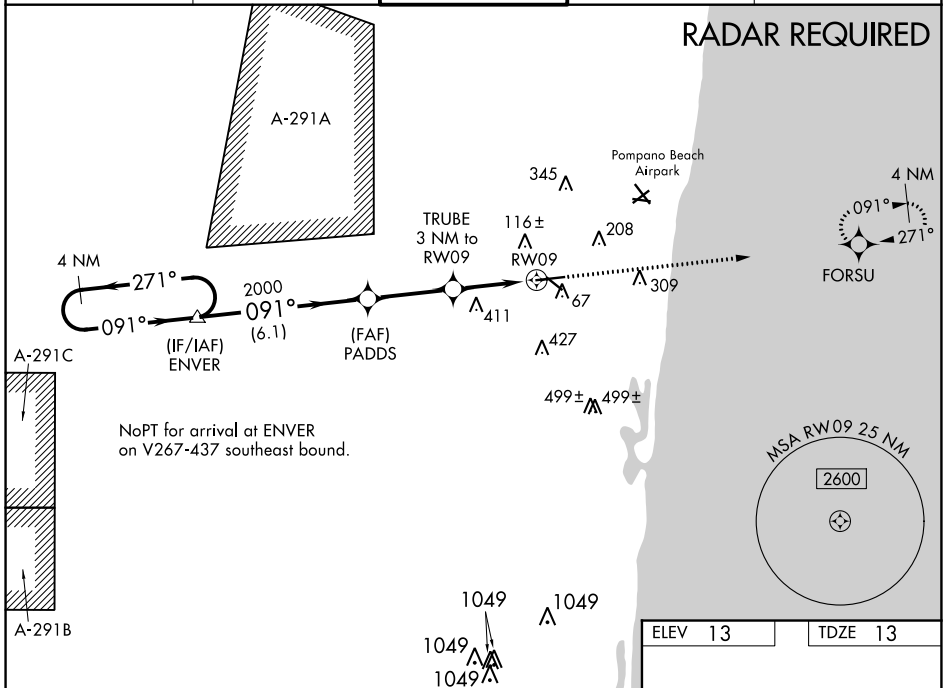 RADAR REQUIRED
A-291A
Pompano Beach
Airpark
345
4 NM
091°
271°
FORSU
TRUBE
3 NM to
RW09
116±
208
RW09
4 NM
271°
2000
091°
091°
(6.1)
309
67
411
(FAF)
PADDS
(IF/IAF)
ENVER
427
A-291C
499±
499±
NoPT for arrival at ENVER
on V267-437 southeast bound.
MSA RW09 25 NM
2600
A-291B
1049
1049
1049
1049
ELEV 13
TDZE 13